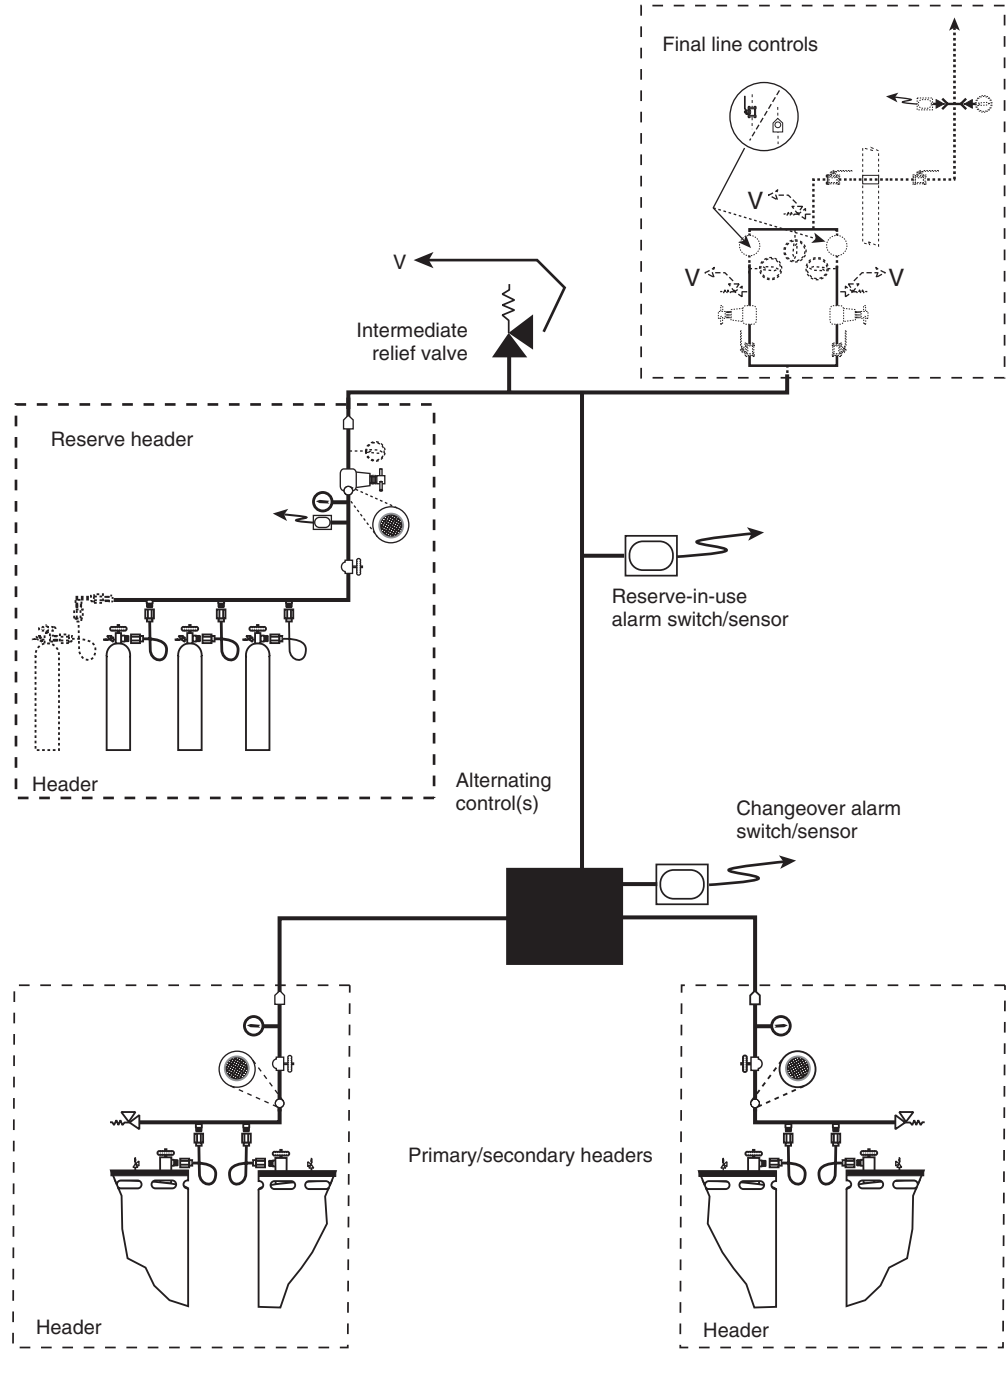 Final line controls
V
V
V
V
Intermediate
relief valve
Reserve header
Reserve-in-use
alarm switch/sensor
Header
Alternating
control(s)
Changeover alarm
switch/sensor
Primary/secondary headers
Header
Header